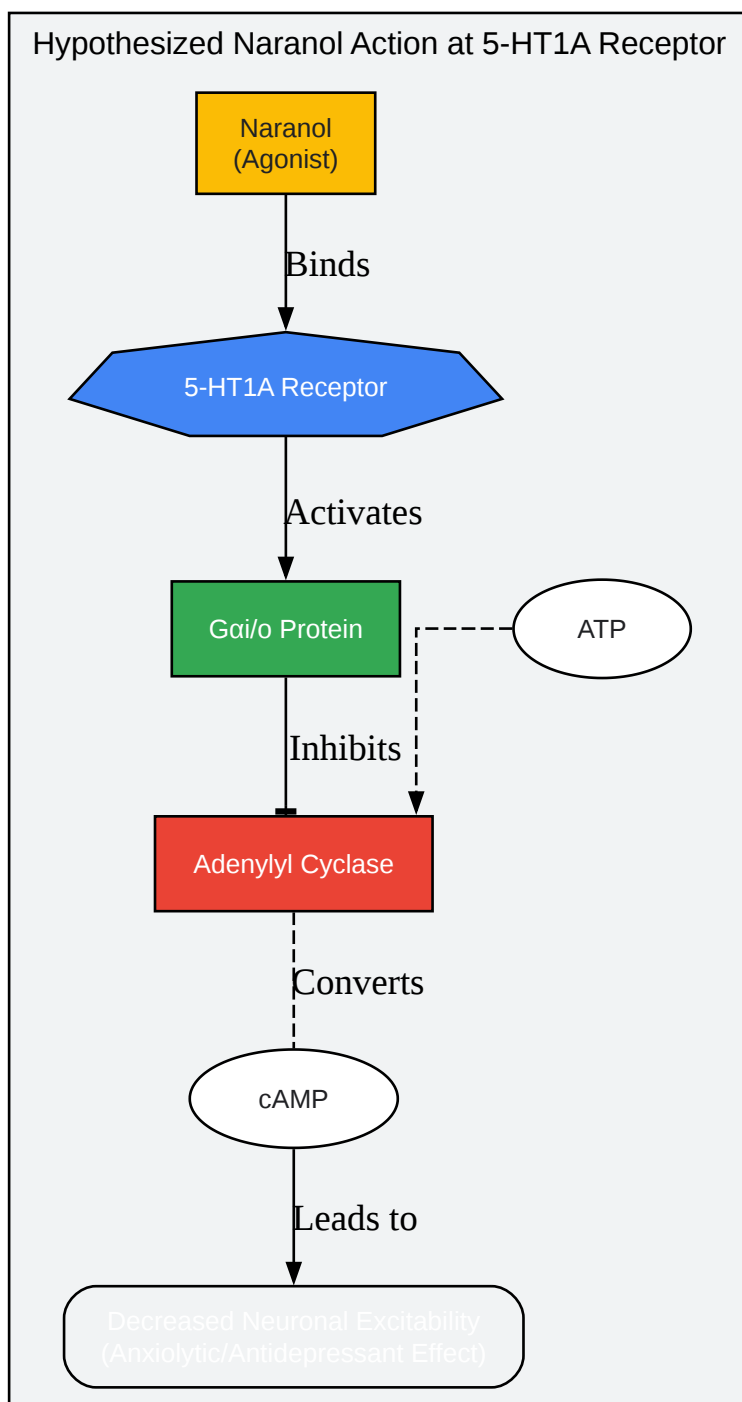 Hypothesized Naranol Action at 5-HT1A Receptor
Naranol
(Agonist)
Binds
5-HT1A Receptor
Activates
Gαi/o Protein
ATP
Inhibits
Adenylyl Cyclase
Converts
cAMP
Leads to
Decreased Neuronal Excitability
(Anxiolytic/Antidepressant Effect)